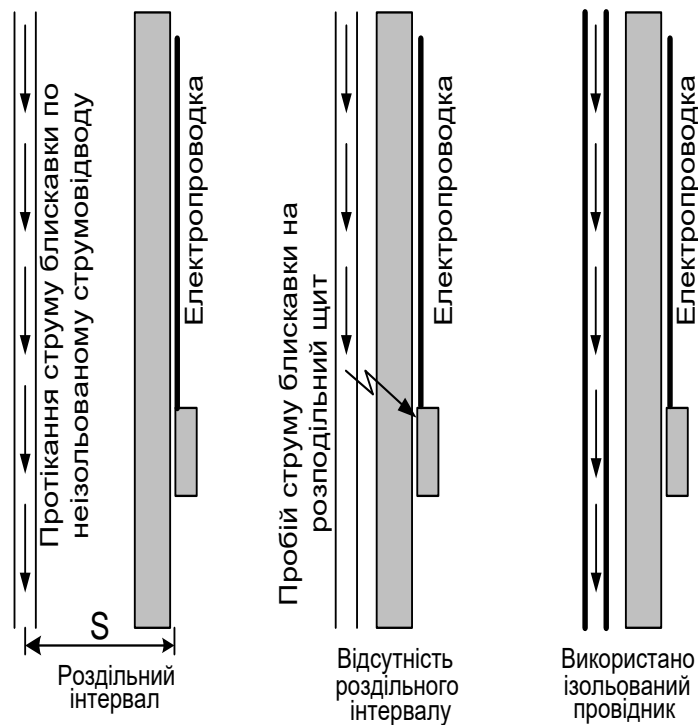 Протікання струму блискавки по
неізольованому струмовідводу
Електропроводка
S
Роздільний
інтервал
Пробій струму блискавки на
розподільний щит
Електропроводка
Відсутність
роздільного
інтервалу
Електропроводка
Використано
ізольований
провідник